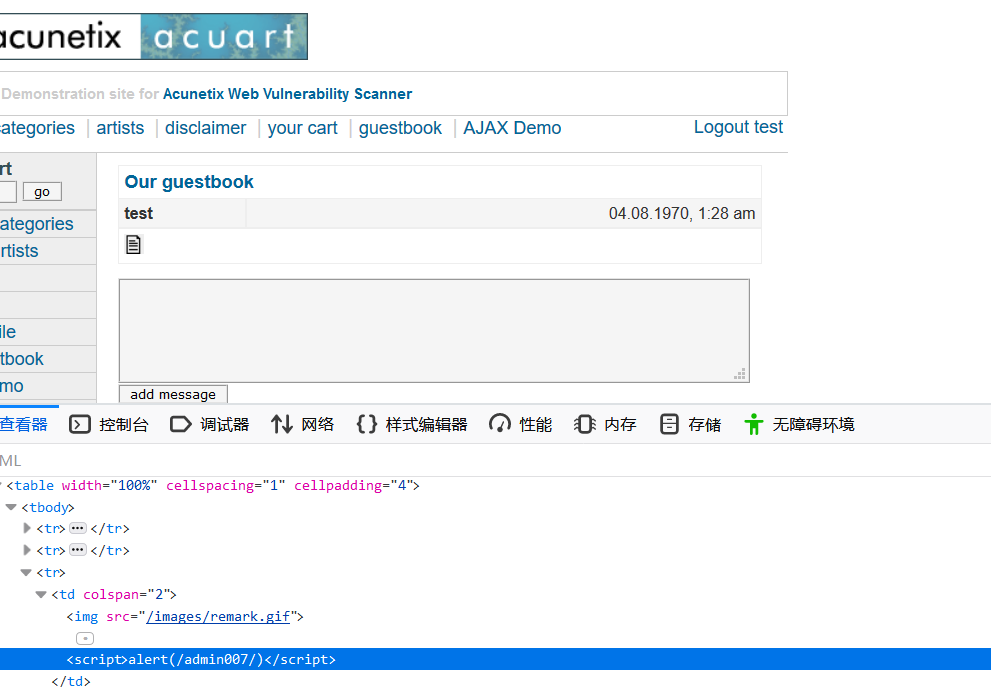 acunetix acuart
Demonstration site for Acunetix Web Vulnerability Scanner
categories artists disclaimer your cart guestbook AJAX Demo Logout test
rt
go
ategories
rtists
ile
tbook
mo
Our guestbook
test 04.08.1970, 1:28 am
add message
查看器 控制台 调试器 网络 样式编辑器 性能 内存 存储 无障碍环境
ML
<table width="100%" cellspacing="1" cellpadding="4">
<tbody>
<tr> ••• </tr>
<tr> ••• </tr>
<tr>
<td colspan="2">
<img src="/images/remark.gif">
<script>alert(/admin007/)</script>
</td>